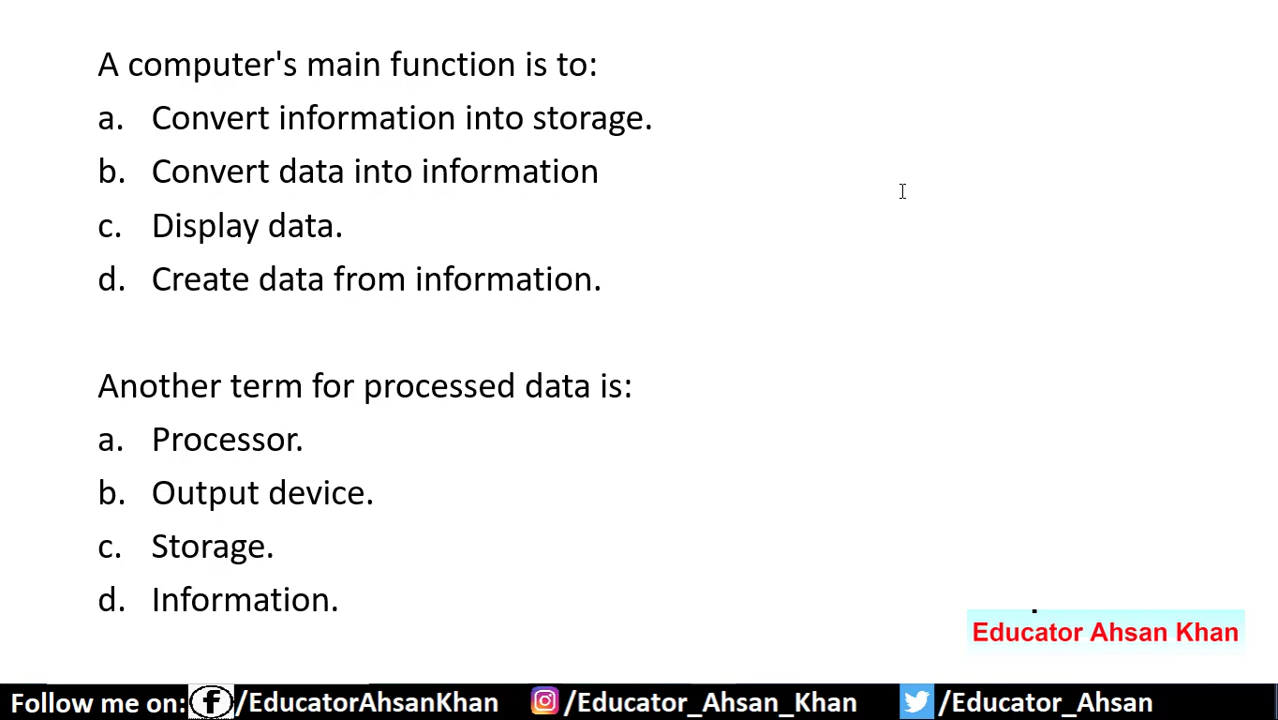 A computer's main function is to:
a. Convert information into storage.
b. Convert data into information
c. Display data.
d. Create data from information.
Another term for processed data is:
a. Processor.
b. Output device.
c. Storage.
d. Information.
Educator Ahsan Khan
Follow me on: f/EducatorAhsanKhan /Educator_Ahsan_Khan /Educator_Ahsan